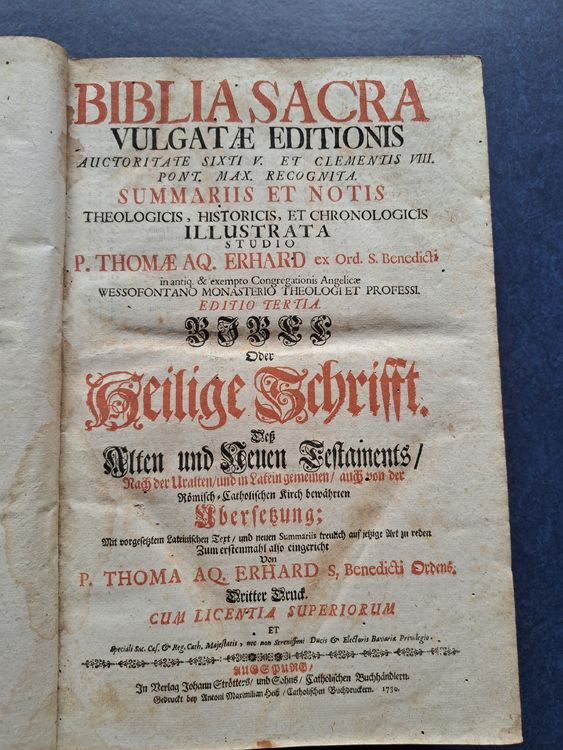 BIBLIA SACRA
VULGATÆ EDITIONIS
AUCTORITATE SIXTI V. ET CLEMENTIS VIII.
PONT. MAX. RECOGNITA.
SUMMARIIS ET NOTIS
THEOLOGICIS, HISTORICIS, ET CHRONOLOGICIS
ILLUSTRATA
STUDIO
P. THOMÆ AQ. ERHARD ex Ord. S. Benedicti
in antiq. & exempto Congregationis Angelicæ
WESSOFONTANO MONASTERIO THEOLOGI ET PROFESSI.
EDITIO TERTIA.
BIBEL
Oder
Heilige Schrifft.
Deß
Alten und Neuen Testaments/
Nach der Uralten/und in Latein gemeinen/ auch von der
Römisch-Catholischen Kirch bewährten
Übersetzung;
Mit vorgesetztem Lateinischen Text/ und neuen Summariis treulich auf jetzige Art zu reden
Zum erstenmahl also eingericht
Von
P. THOMA AQ. ERHARD S. Benedicti Ordens.
Dritter Druck.
CUM LICENTIA SUPERIORUM
ET
Speciali Sac. Cæs. & Reg. Cath. Majestatis, nec non Serenissimi Ducis & Electoris Bavariæ Privilegio.
AUGSPURG/
In Verlag Johann Strötters/ und Sohns/ Catholischen Buchhändlern.
Gedruckt bey Antoni Maximilian Heiß/ Catholischen Buchdruckern. 1750.